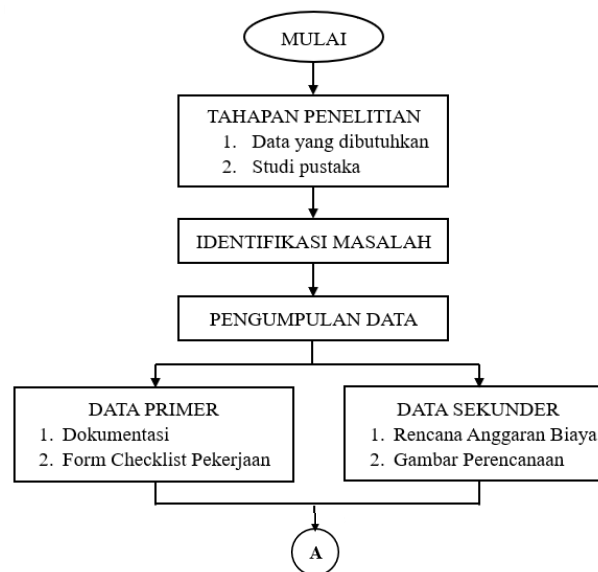 MULAI
TAHAPAN PENELITIAN
1. Data yang dibutuhkan
2. Studi pustaka
IDENTIFIKASI MASALAH
PENGUMPULAN DATA
DATA PRIMER
1. Dokumentasi
2. Form Checklist Pekerjaan
DATA SEKUNDER
1. Rencana Anggaran Biaya
2. Gambar Perencanaan
A